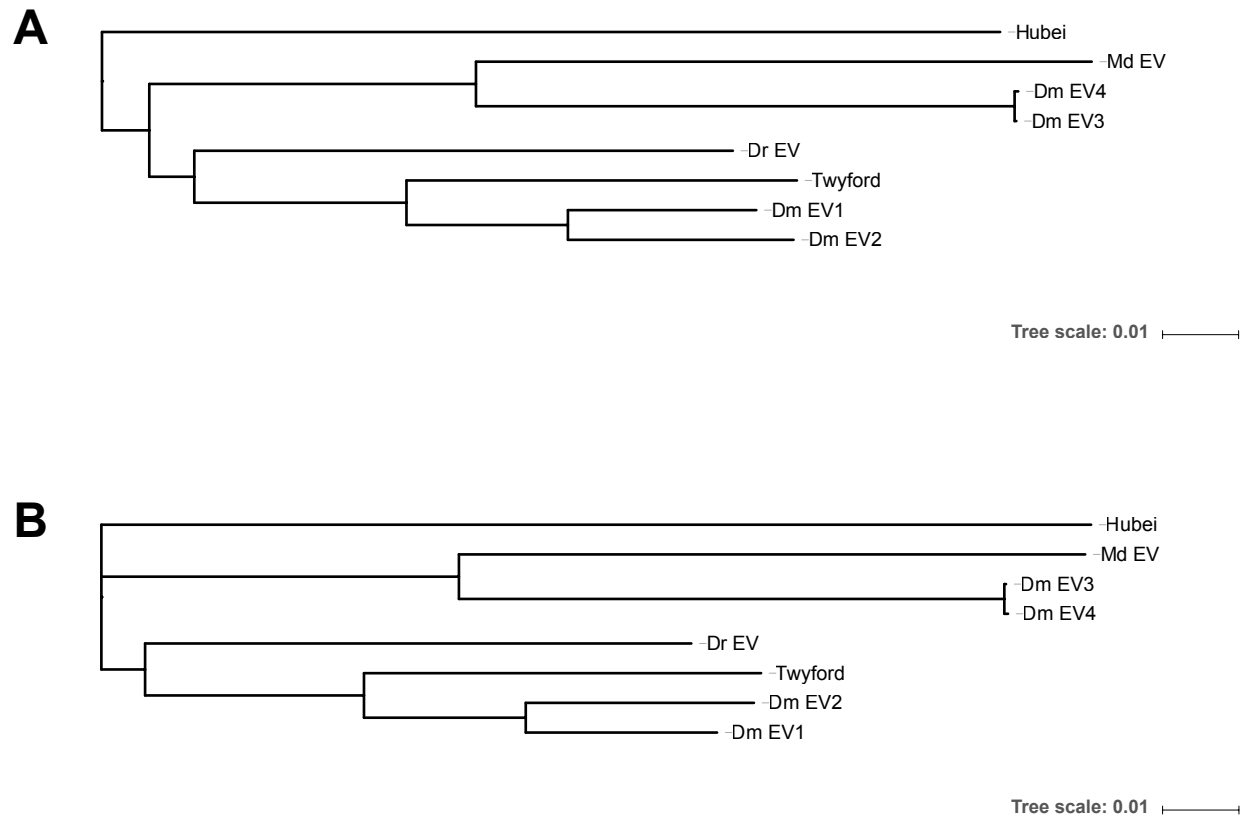 A
Hubei
Md EV
Dm EV4
Dm EV3
Dr EV
Twyford
Dm EV1
Dm EV2
Tree scale: 0.01
B
Hubei
Md EV
Dm EV3
Dm EV4
Dr EV
Twyford
Dm EV2
Dm EV1
Tree scale: 0.01